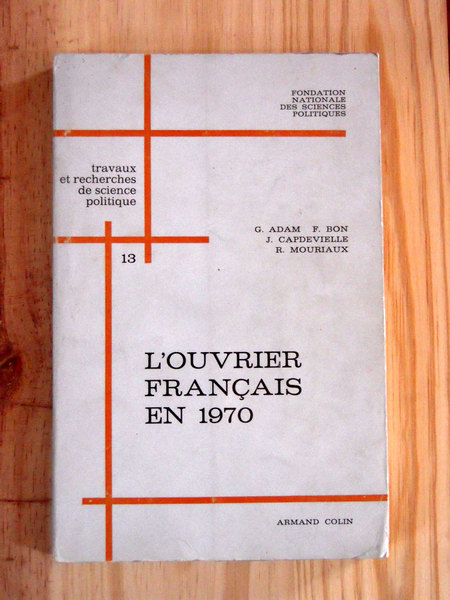 FONDATION
NATIONALE
DES SCIENCES
POLITIQUES
travaux
et recherches
de science
politique
G. ADAM F. BON
J. CAPDEVIELLE
R. MOURIAUX
13
L'OUVRIER
FRANÇAIS
EN 1970
ARMAND COLIN